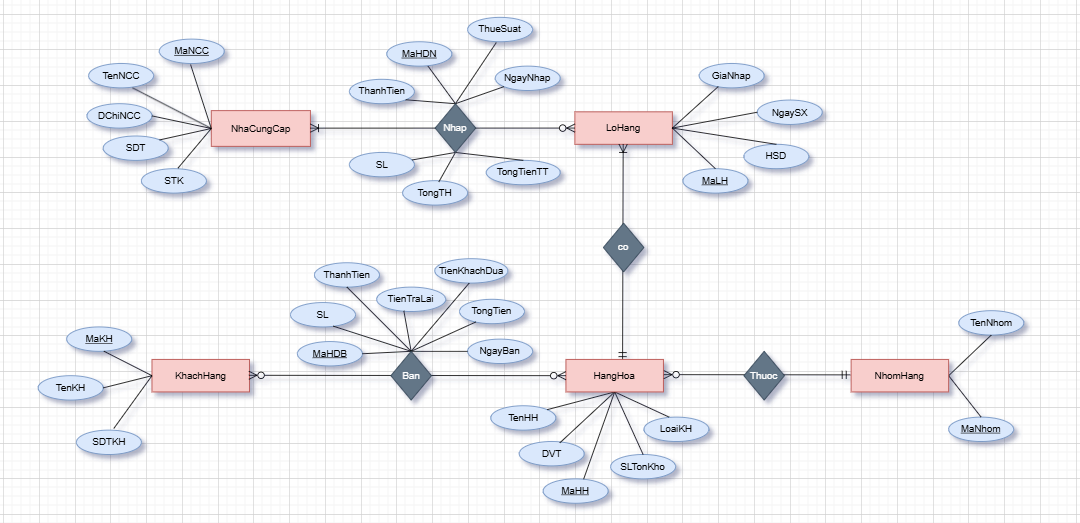 ThueSuat
MaNCC
MaHDN
TenNCC
NgayNhap
GiaNhap
ThanhTien
DChiNCC
NgaySX
NhaCungCap
Nhap
LoHang
SDT
HSD
SL
TongTienTT
STK
TongTH
MaLH
co
ThanhTien
TienKhachDua
TienTraLai
SL
TongTien
TenNhom
MaKH
MaHDB
NgayBan
KhachHang
Ban
HangHoa
Thuoc
NhomHang
TenKH
TenHH
LoaiKH
MaNhom
SDTKH
DVT
SLTonKho
MaHH